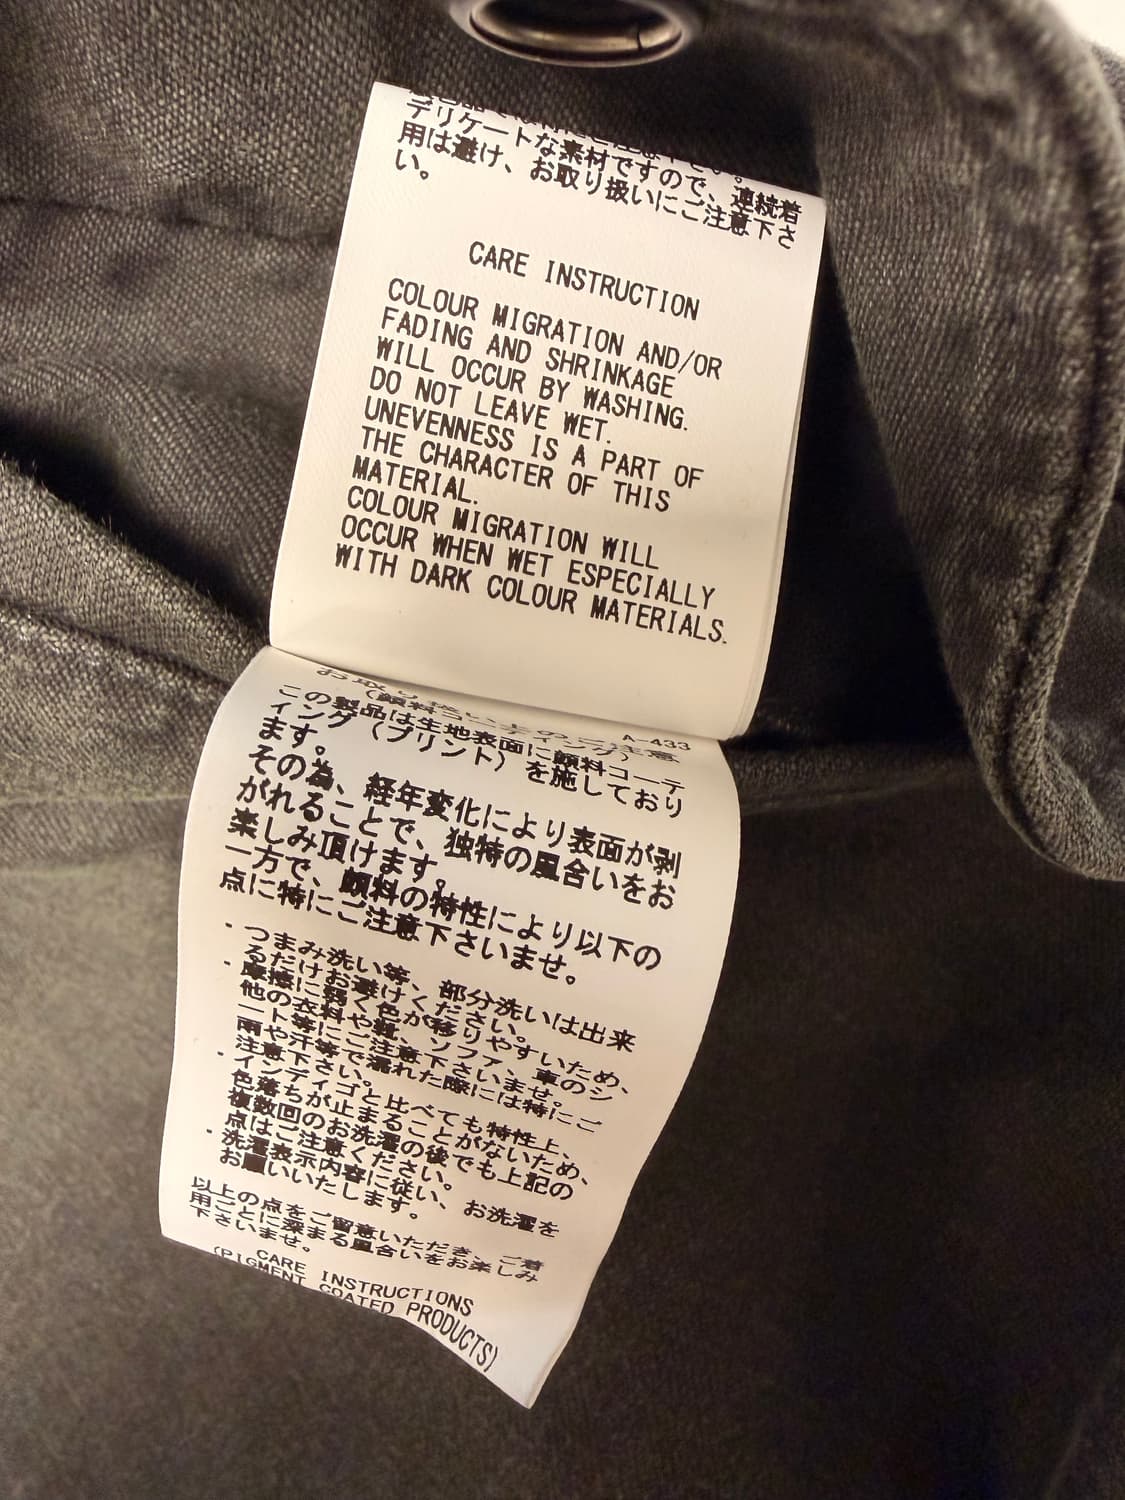 デリケートな素材ですので、連続着
用は避け、お取り扱いにご注意下さ
い。
CARE INSTRUCTION
COLOUR MIGRATION AND/OR
FADING AND SHRINKAGE
WILL OCCUR BY WASHING.
DO NOT LEAVE WET.
UNEVENNESS IS A PART OF
THE CHARACTER OF THIS
MATERIAL.
COLOUR MIGRATION WILL
OCCUR WHEN WET ESPECIALLY
WITH DARK COLOUR MATERIALS.
A-433
お取り扱い上のご注意
(顔料コーティング)
この製品は生地表面に顔料コーテ
ィング(プリント)を施しており
ます。
その為、経年変化により表面が剥
がれることで、独特の風合いをお
楽しみ頂けます。
一方で、顔料の特性により以下の
点に特にご注意下さいませ。
・つまみ洗い等、部分洗いは出来
るだけお避けください。
・摩擦に弱く色が移りやすいため、
他の衣料や鞄、ソファ、車のシ
ート等にご注意下さいませ。
雨や汗等で濡れた際には特にご
注意下さい。
・インディゴと比べても特性上、
色落ちが止まることがないため、
複数回のお洗濯の後でも上記の
点はご注意ください。
・洗濯表示内容に従い、お洗濯を
お願いいたします。
以上の点をご留意いただき、ご着
用ごとに深まる風合いをお楽しみ
下さいませ。
CARE INSTRUCTIONS
(PIGMENT COATED PRODUCTS)